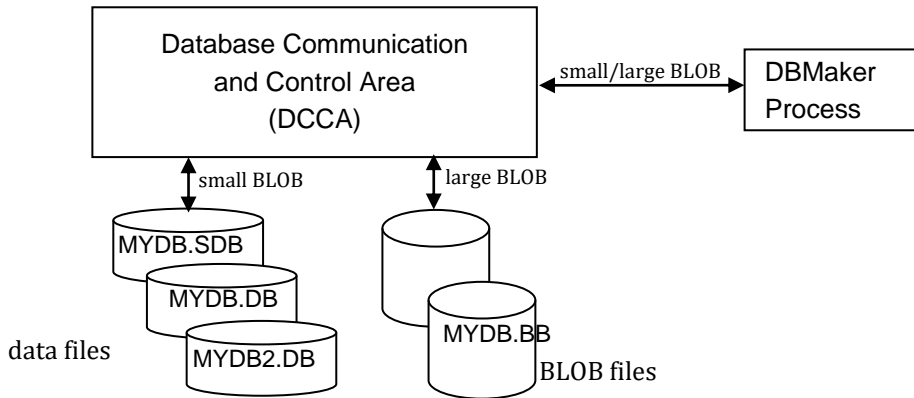 Database Communication
and Control Area
(DCCA)
small/large BLOB
DBMaker
Process
small BLOB
large BLOB
MYDB.SDB
MYDB.DB
MYDB2.DB
MYDB.BB
data files
BLOB files